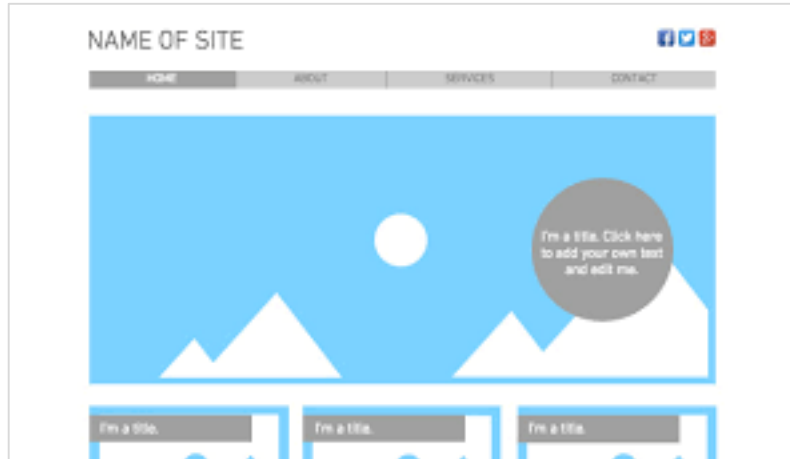 NAME OF SITE
HOME ABOUT SERVICES CONTACT
I'm a title. Click here
to add your own text
and edit me.
I'm a title. I'm a title. I'm a title.